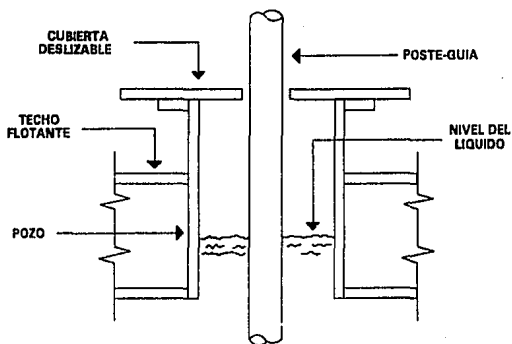 CUBIERTA
DESLIZABLE
POSTE-GUIA
TECHO
FLOTANTE
NIVEL DEL
LIQUIDO
POZO